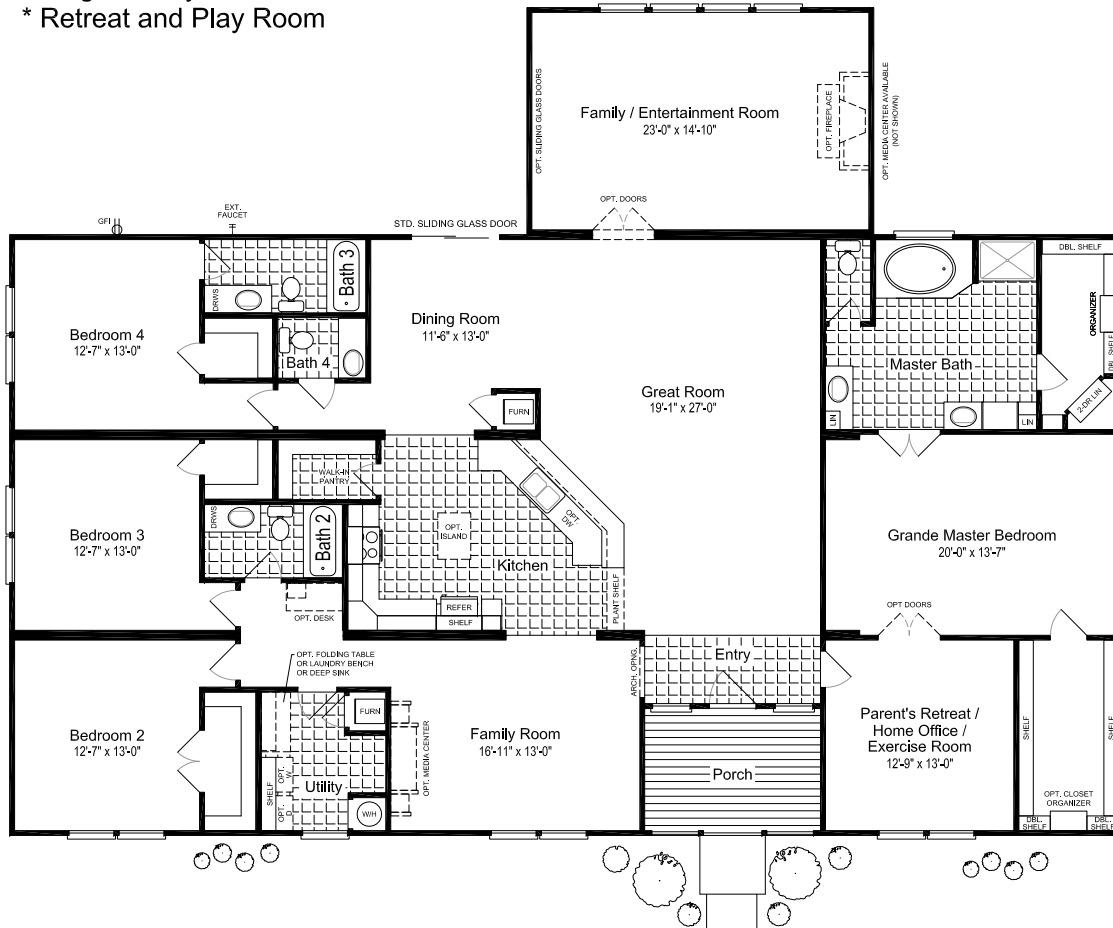 * Retreat and Play Room
OPT. SLIDING GLASS DOORS
Family / Entertainment Room
23'-0" x 14'-10"
OPT. FIREPLACE
OPT. MEDIA CENTER AVAILABLE
(NOT SHOWN)
OPT. DOORS
GFI
EXT.
FAUCET
STD. SLIDING GLASS DOOR
Bedroom 4
12'-7" x 13'-0"
DRWS
Bath 3
Bath 4
Dining Room
11'-6" x 13'-0"
FURN
Great Room
19'-1" x 27'-0"
Master Bath
LIN
LIN
DBL. SHELF
ORGANIZER
DBL SHELF
2-DR LIN
Bedroom 3
12'-7" x 13'-0"
WALK-IN
PANTRY
DRWS
Bath 2
OPT. DESK
OPT.
ISLAND
OPT.
DW
Kitchen
REFER
SHELF
PLANT SHELF
Grande Master Bedroom
20'-0" x 13'-7"
OPT DOORS
Bedroom 2
12'-7" x 13'-0"
OPT. FOLDING TABLE
OR LAUNDRY BENCH
OR DEEP SINK
FURN
SHELF
OPT. W
OPT. D
Utility
W/H
OPT. MEDIA CENTER
Family Room
16'-11" x 13'-0"
ARCH. OPNG.
Entry
Porch
Parent's Retreat /
Home Office /
Exercise Room
12'-9" x 13'-0"
SHELF
SHELF
OPT. CLOSET
ORGANIZER
DBL.
SHELF
DBL.
SHELF